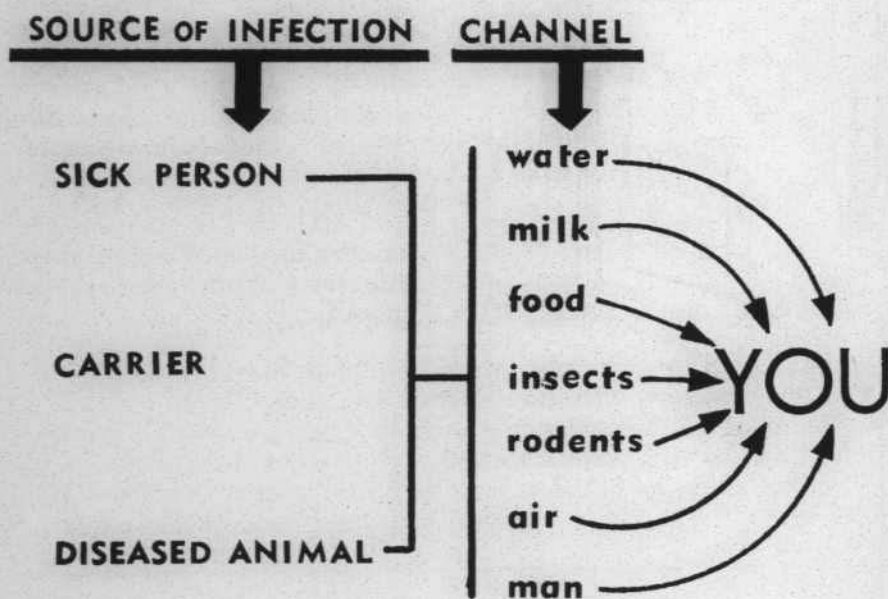 SOURCE OF INFECTION
CHANNEL
SICK PERSON
CARRIER
DISEASED ANIMAL
water
milk
food
insects
rodents
air
man
YOU